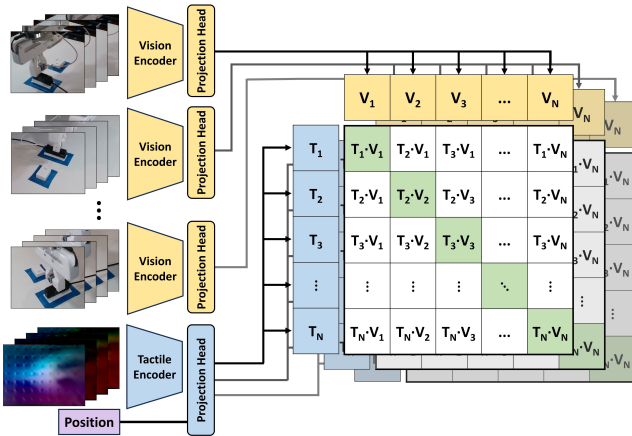 Vision
Encoder
Projection Head
Vision
Encoder
Projection Head
Vision
Encoder
Projection Head
Tactile
Encoder
Projection Head
Position
V1 V2 V3 ... VN
VN
VN
T1 T1·V1 T2·V1 T3·V1 ... T1·VN
T2 T2·V1 T2·V2 T2·V3 ... T2·VN
T3 T3·V1 T3·V2 T3·V3 ... T3·VN
⋮ ⋮ ⋮ ⋮ ⋱ ⋮
TN TN·V1 TN·V2 TN·V3 ... TN·VN